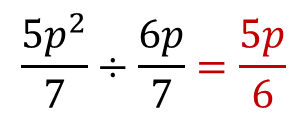 5p²/7 ÷ 6p/7 = 5p/6